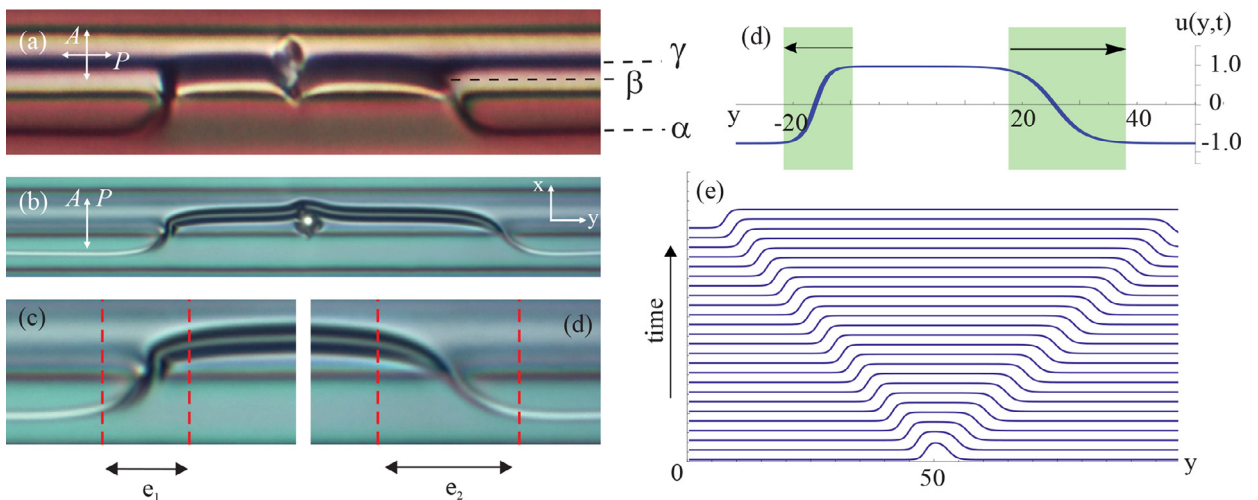 (a)
A
P
γ
β
α
(b)
A P
x
y
(c)
(d)
e1
e2
(d)
u(y,t)
1.0
0
-1.0
y
-20
20
40
(e)
time
0
50
y